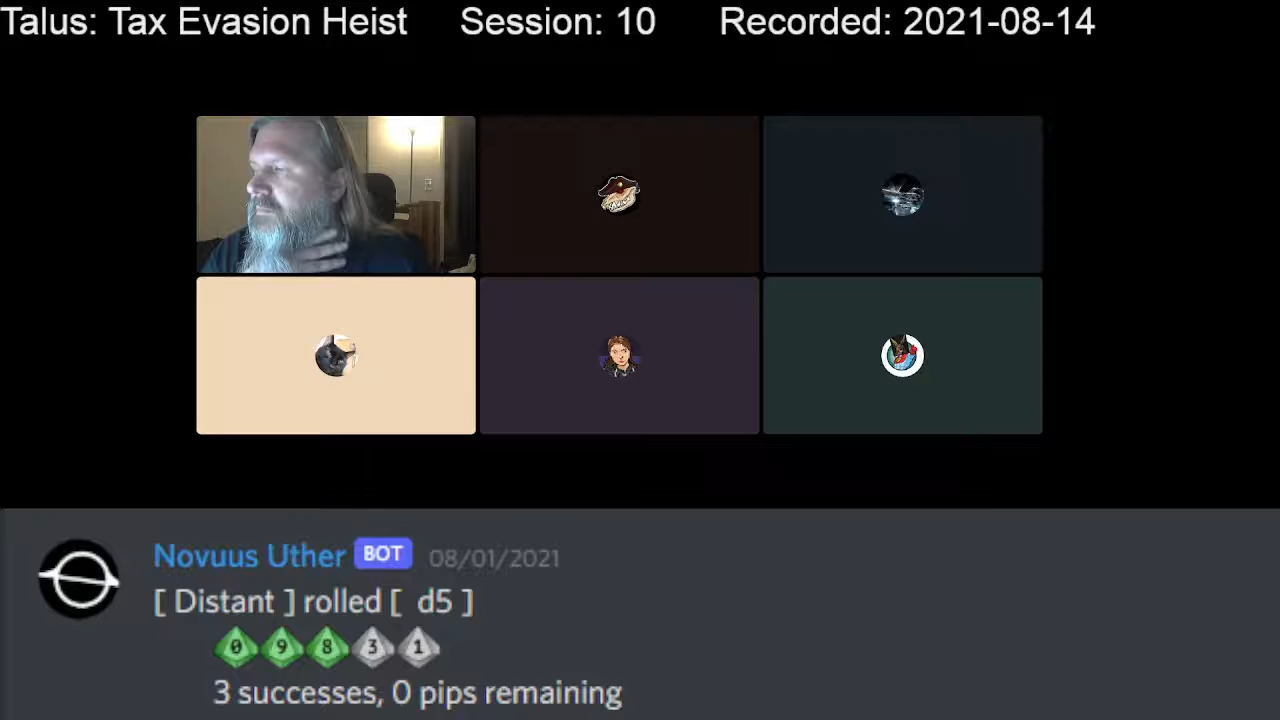 Talus: Tax Evasion Heist Session: 10 Recorded: 2021-08-14
Novuus Uther BOT 08/01/2021
[ Distant ] rolled [ d5 ]
0 9 8 3 1
3 successes, 0 pips remaining